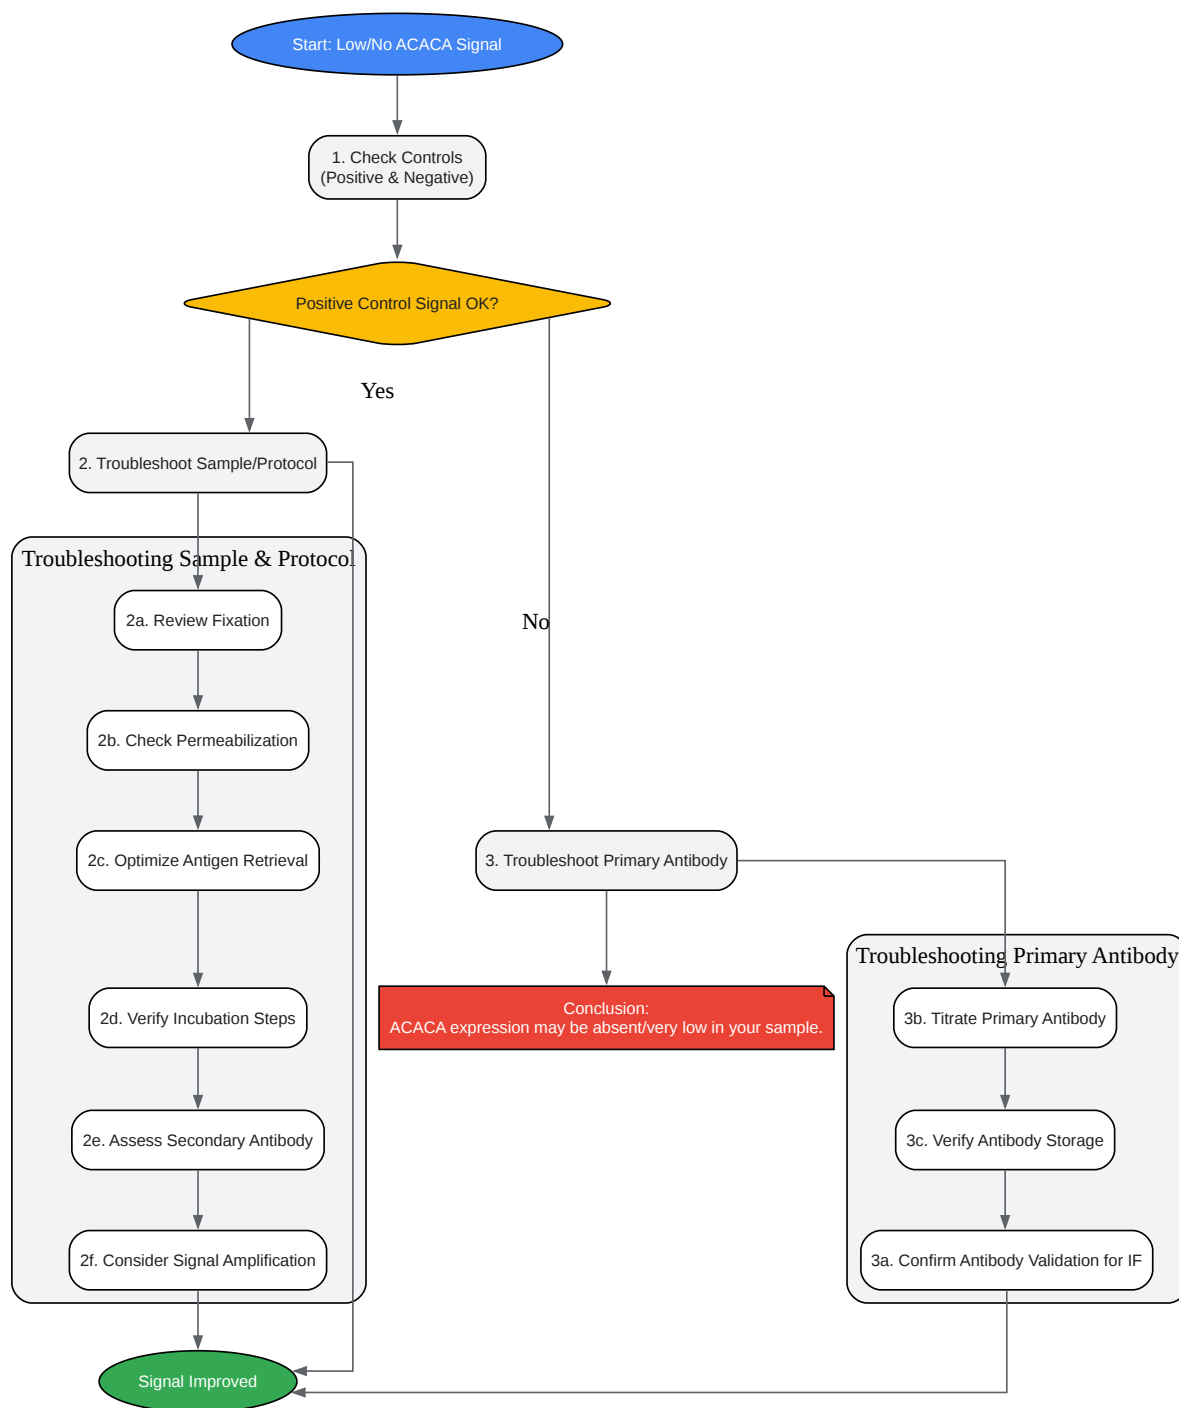 Start: Low/No ACACA Signal
1. Check Controls
(Positive & Negative)
Positive Control Signal OK?
Yes
2. Troubleshoot Sample/Protocol
Troubleshooting Sample & Protocol
2a. Review Fixation
No
2b. Check Permeabilization
2c. Optimize Antigen Retrieval
3. Troubleshoot Primary Antibody
Troubleshooting Primary Antibody
2d. Verify Incubation Steps
Conclusion:
ACACA expression may be absent/very low in your sample.
3b. Titrate Primary Antibody
2e. Assess Secondary Antibody
3c. Verify Antibody Storage
2f. Consider Signal Amplification
3a. Confirm Antibody Validation for IF
Signal Improved